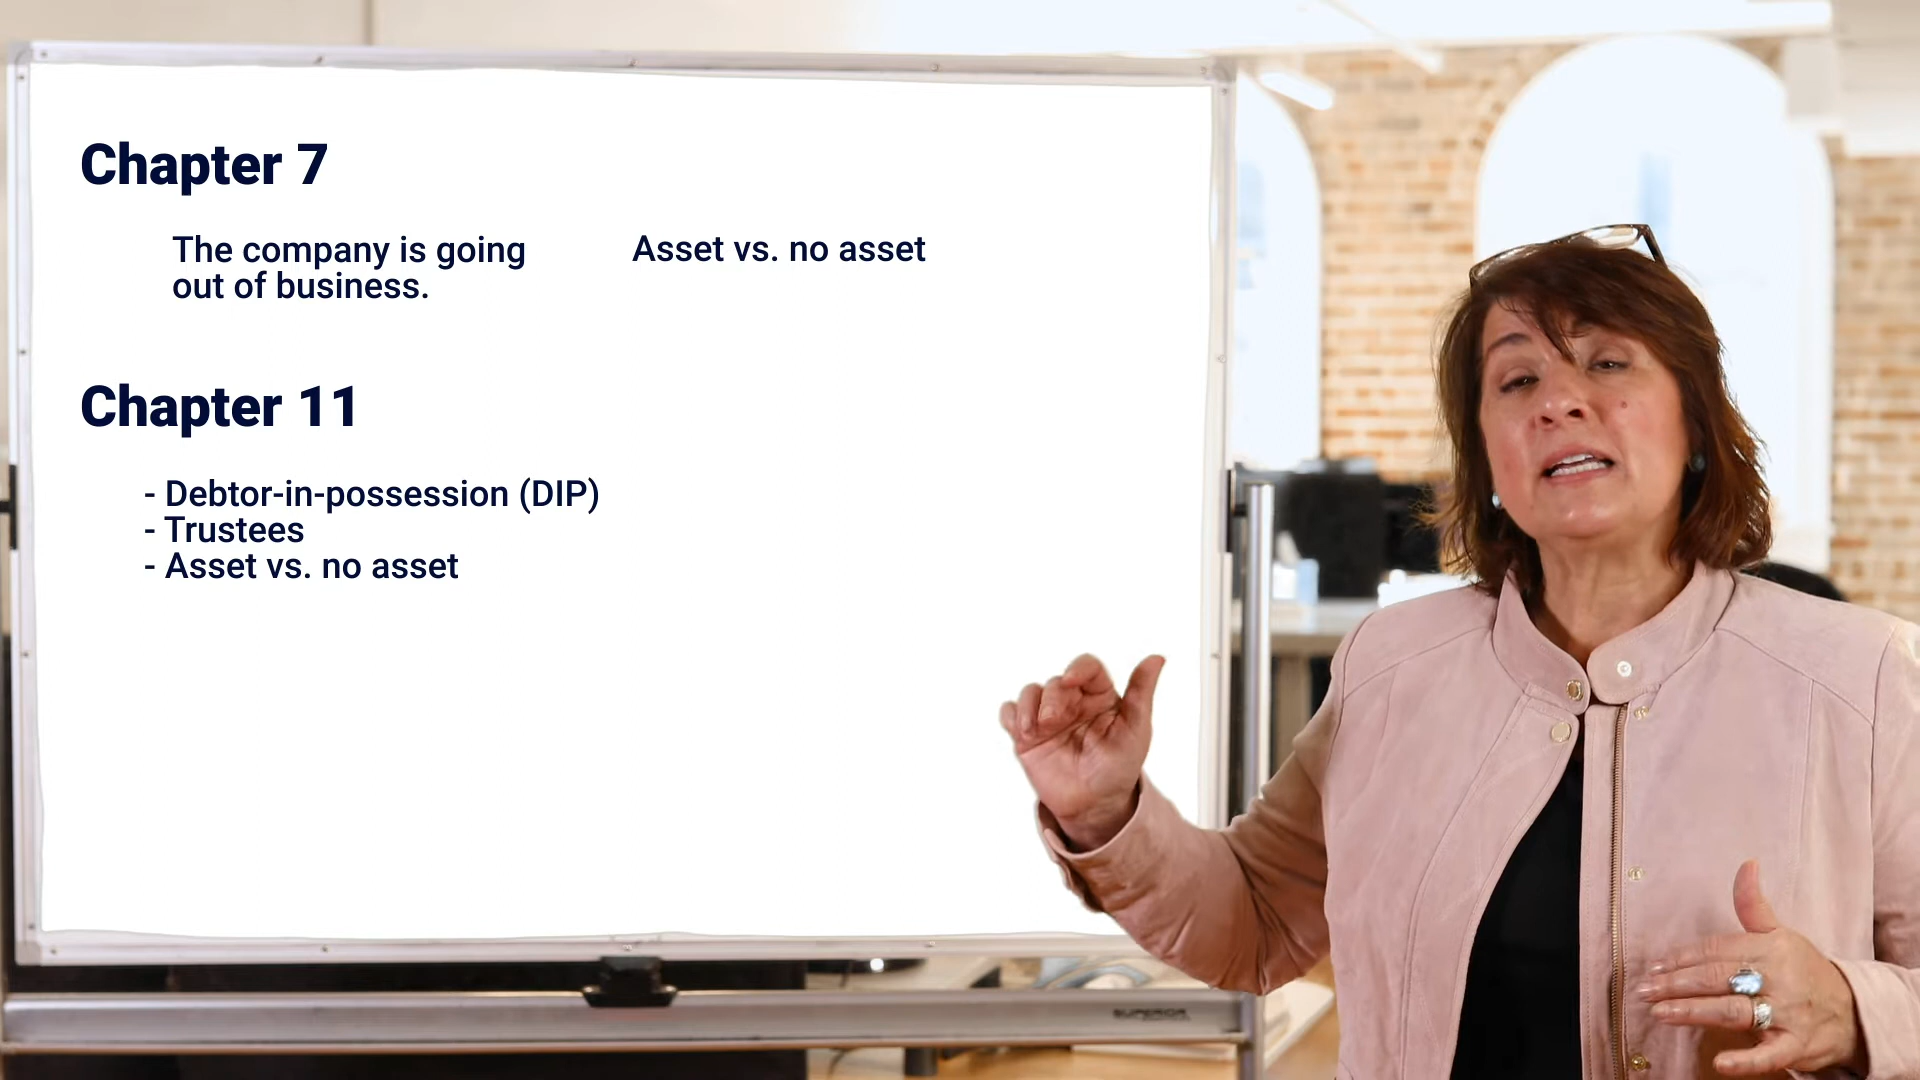 Chapter 7
The company is going
out of business.
Asset vs. no asset
Chapter 11
- Debtor-in-possession (DIP)
- Trustees
- Asset vs. no asset
SUPERIOR